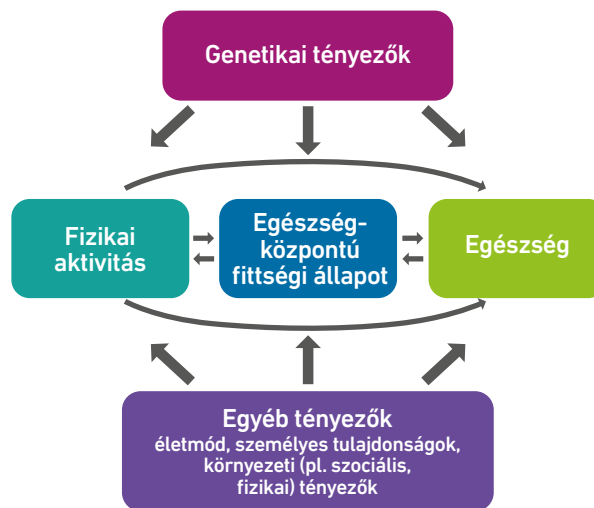 Genetikai tényezők
Fizikai
aktivitás
Egészség-
központú
fittségi állapot
Egészség
Egyéb tényezők
életmód, személyes tulajdonságok,
környezeti (pl. szociális,
fizikai) tényezők